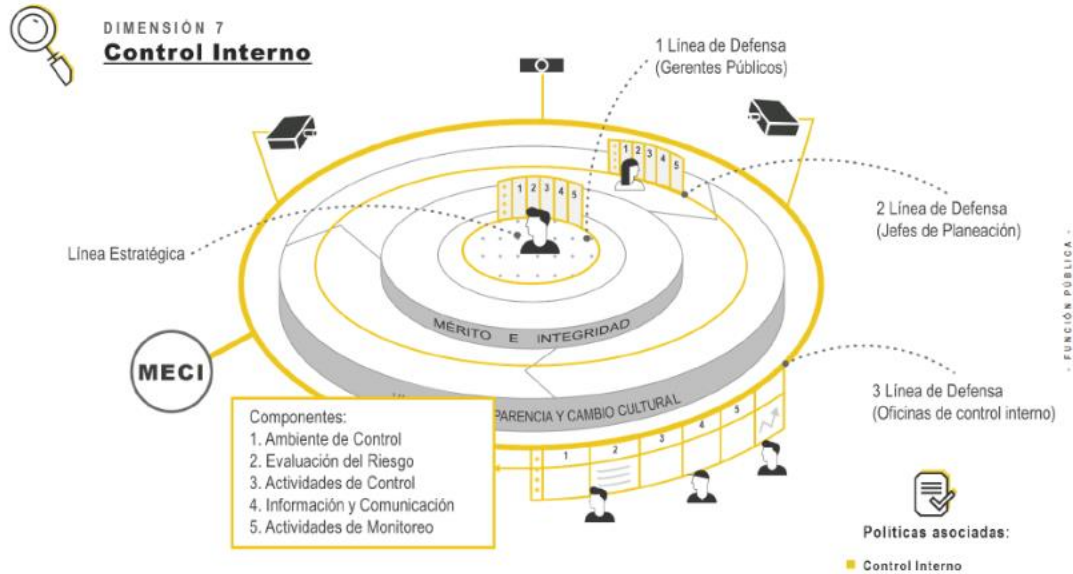 DIMENSIÓN 7
Control Interno
1 Línea de Defensa
(Gerentes Públicos)
1 2 3 4 5
1 2 3 4 5
2 Línea de Defensa
(Jefes de Planeación)
Línea Estratégica
- FUNCIÓN PÚBLICA -
MÉRITO E INTEGRIDAD
MECI
PARENCIA Y CAMBIO CULTURAL
3 Línea de Defensa
(Oficinas de control interno)
Componentes:
1. Ambiente de Control
2. Evaluación del Riesgo
3. Actividades de Control
4. Información y Comunicación
5. Actividades de Monitoreo
1 2 3 4 5
Políticas asociadas:
Control Interno